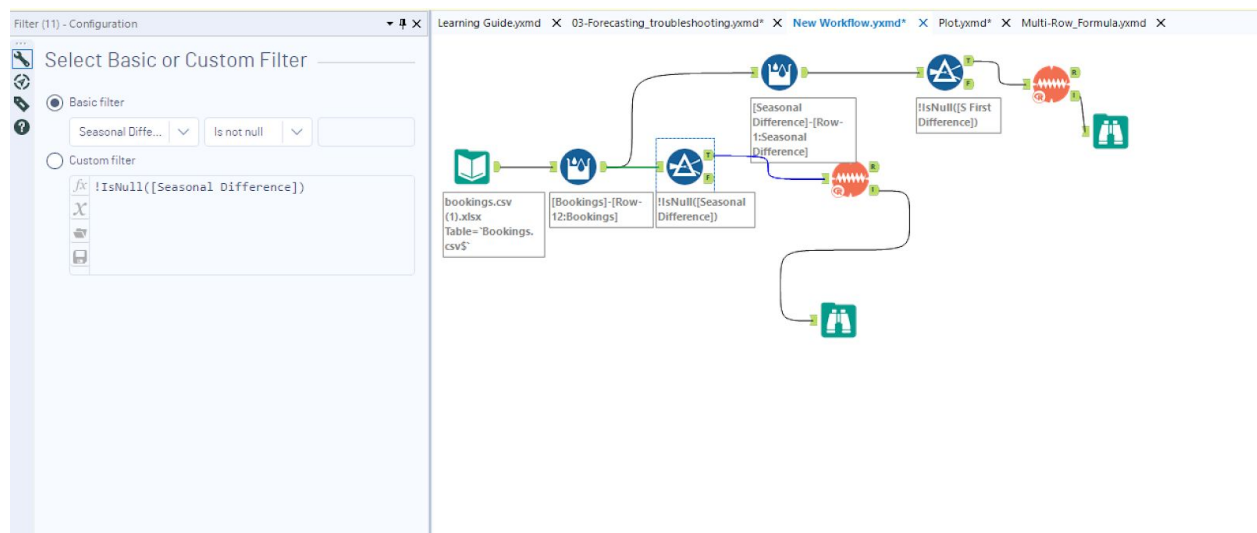 Filter (11) - Configuration
Learning Guide.yxmd X 03-Forecasting_troubleshooting.yxmd* X New Workflow.yxmd* X Plot.yxmd* X Multi-Row_Formula.yxmd X
Select Basic or Custom Filter
Basic filter
Seasonal Diffe...
Is not null
Custom filter
fx
!IsNull([Seasonal Difference])
X
[Seasonal
Difference]-[Row-
1:Seasonal
Difference]
T
F
!IsNull([S First
Difference])
R
I
bookings.csv
(1).xlsx
Table=`Bookings.
csv$`
[Bookings]-[Row-
12:Bookings]
T
F
!IsNull([Seasonal
Difference])
R
I